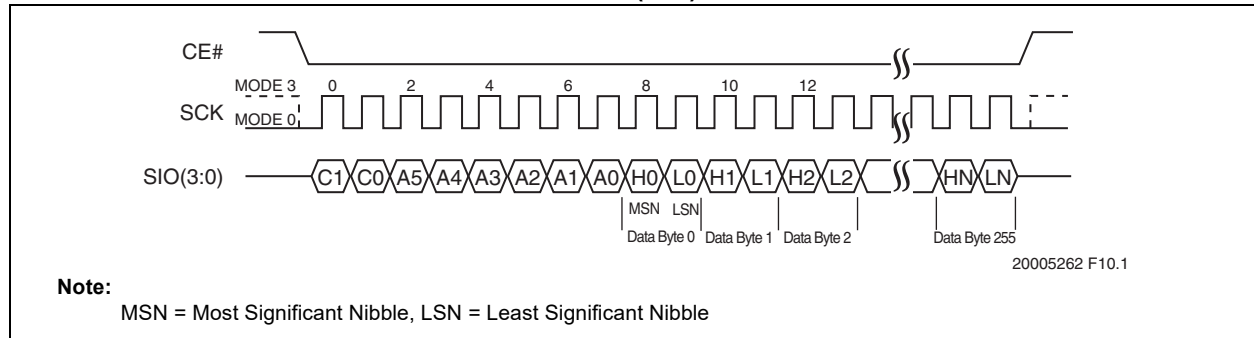 CE#
MODE 3 0 2 4 6 8 10 12
SCK MODE 0
SIO(3:0) C1 C0 A5 A4 A3 A2 A1 A0 H0 L0 H1 L1 H2 L2 HN LN
MSN LSN
Data Byte 0 Data Byte 1 Data Byte 2 Data Byte 255
20005262 F10.1
Note:
MSN = Most Significant Nibble, LSN = Least Significant Nibble